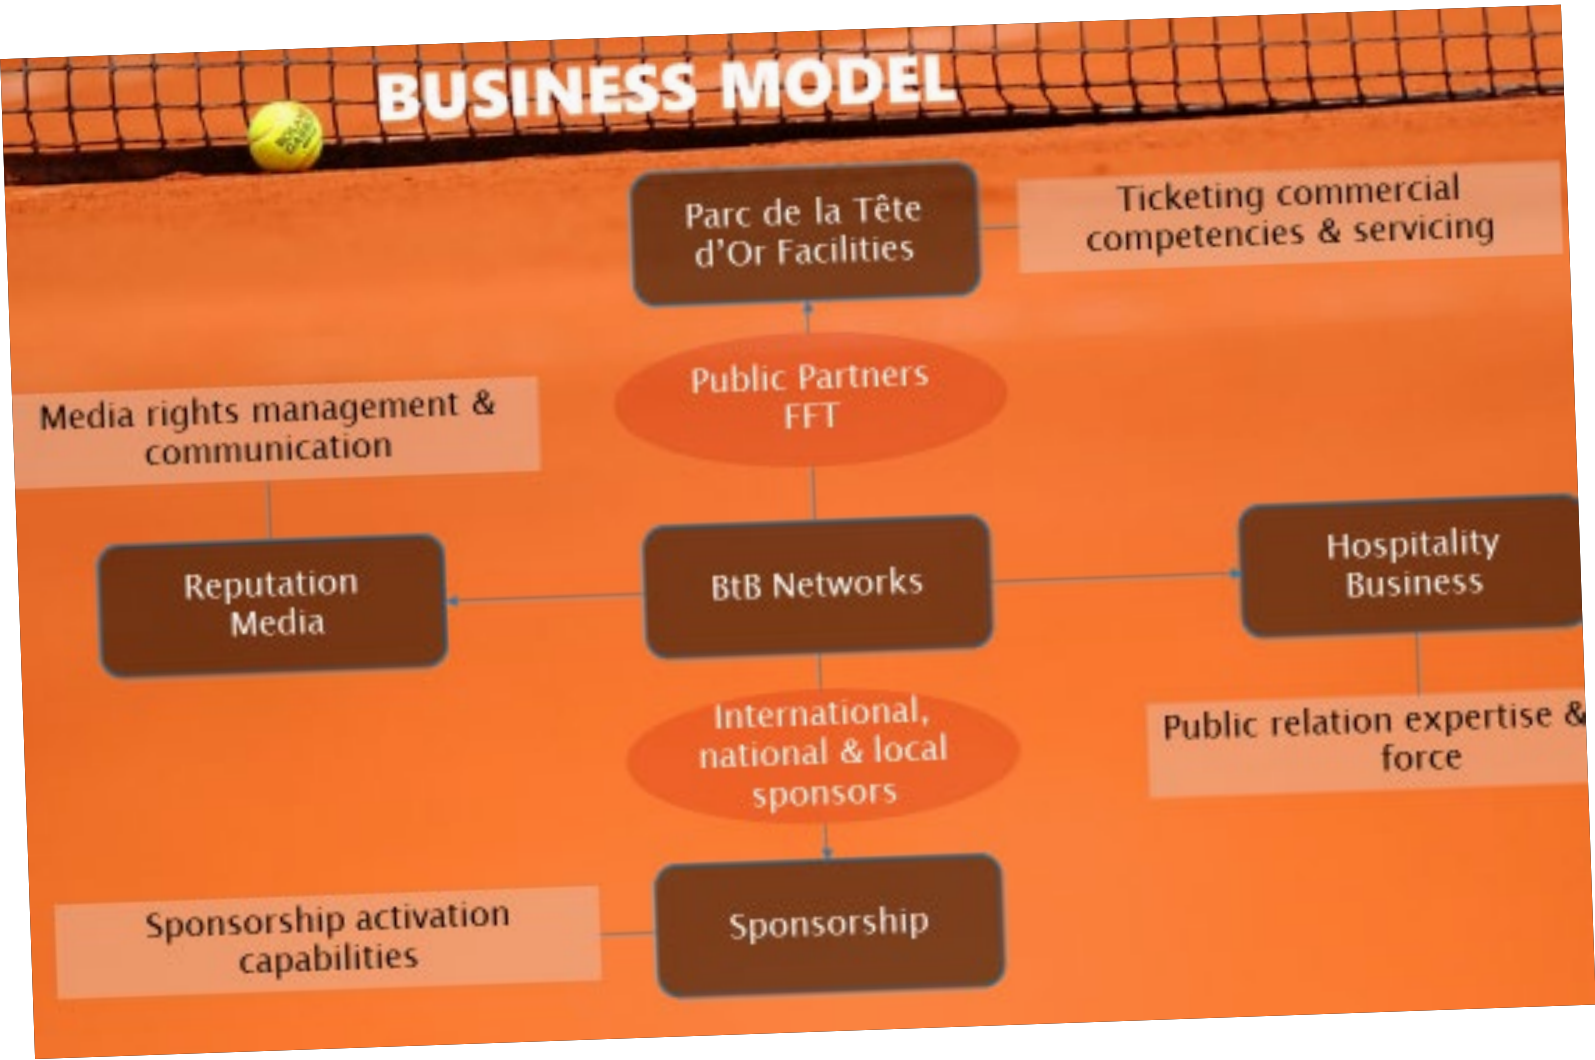 BUSINESS MODEL
Parc de la Tête
d'Or Facilities
Ticketing commercial
competencies & servicing
Public Partners
FFT
Media rights management &
communication
Reputation
Media
BtB Networks
Hospitality
Business
International,
national & local
sponsors
Public relation expertise &
force
Sponsorship activation
capabilities
Sponsorship